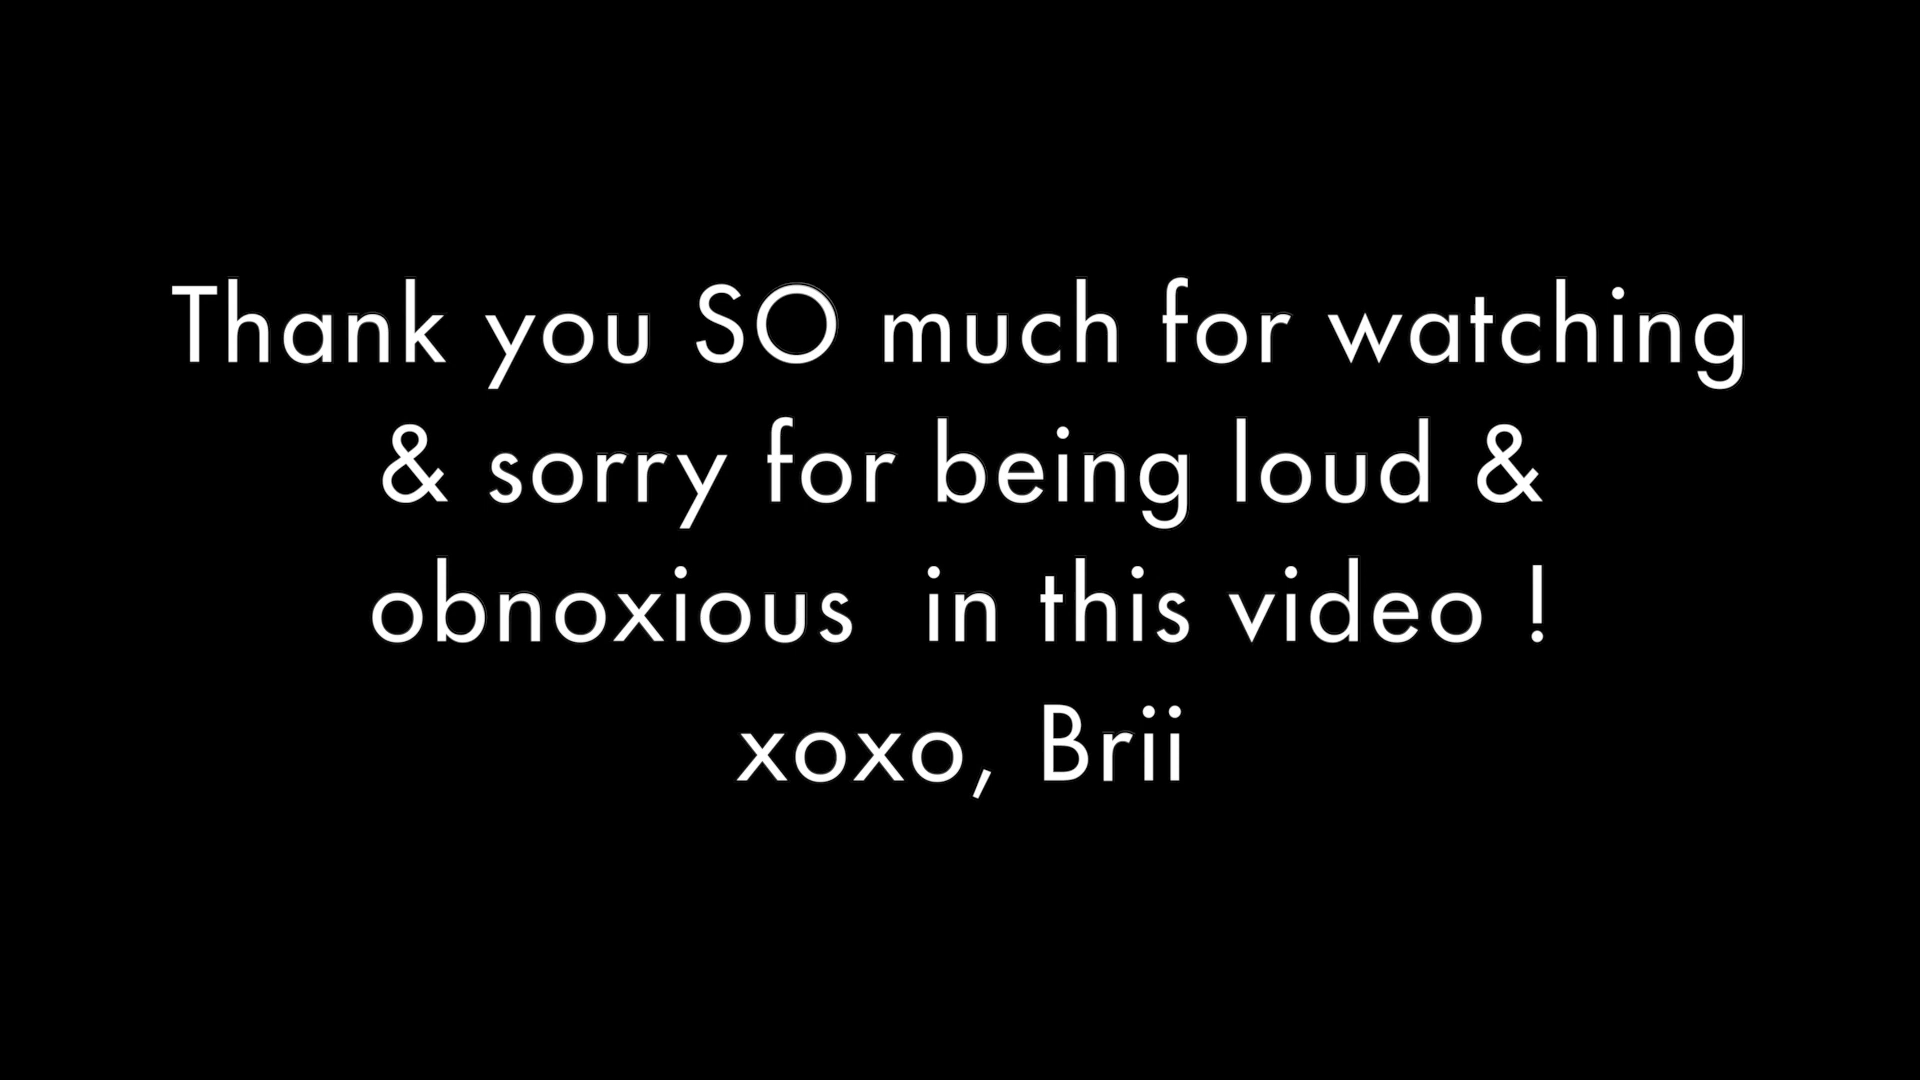 Thank you SO much for watching
& sorry for being loud &
obnoxious  in this video !
xoxo, Brii